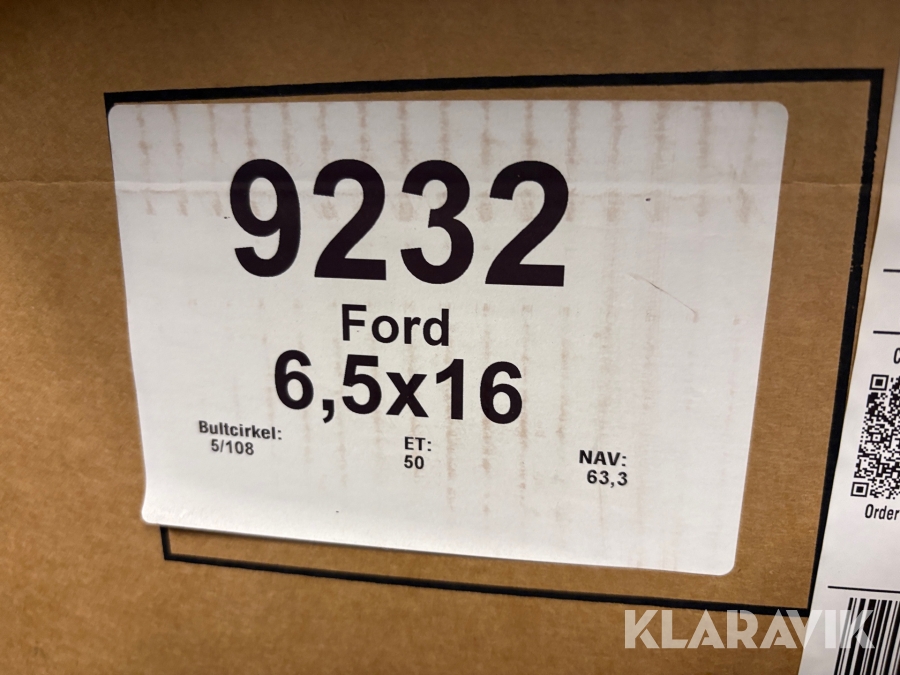 9232
Ford
6,5x16
Bultcirkel: ET: NAV:
5/108 50 63,3
Order
KLARAVIK